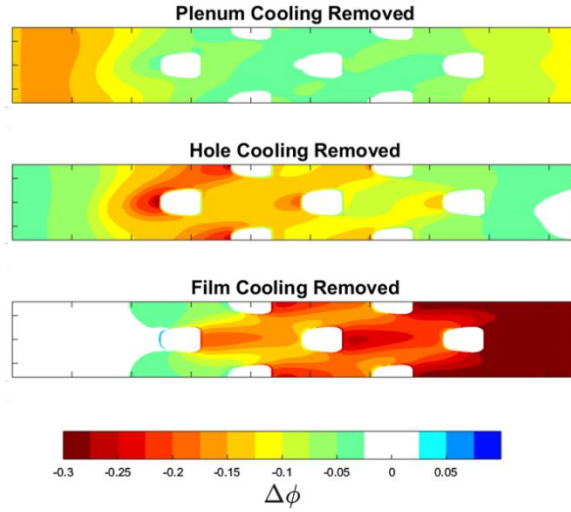 Plenum Cooling Removed
Hole Cooling Removed
Film Cooling Removed
-0.3 -0.25 -0.2 -0.15 -0.1 -0.05 0 0.05
Δϕ